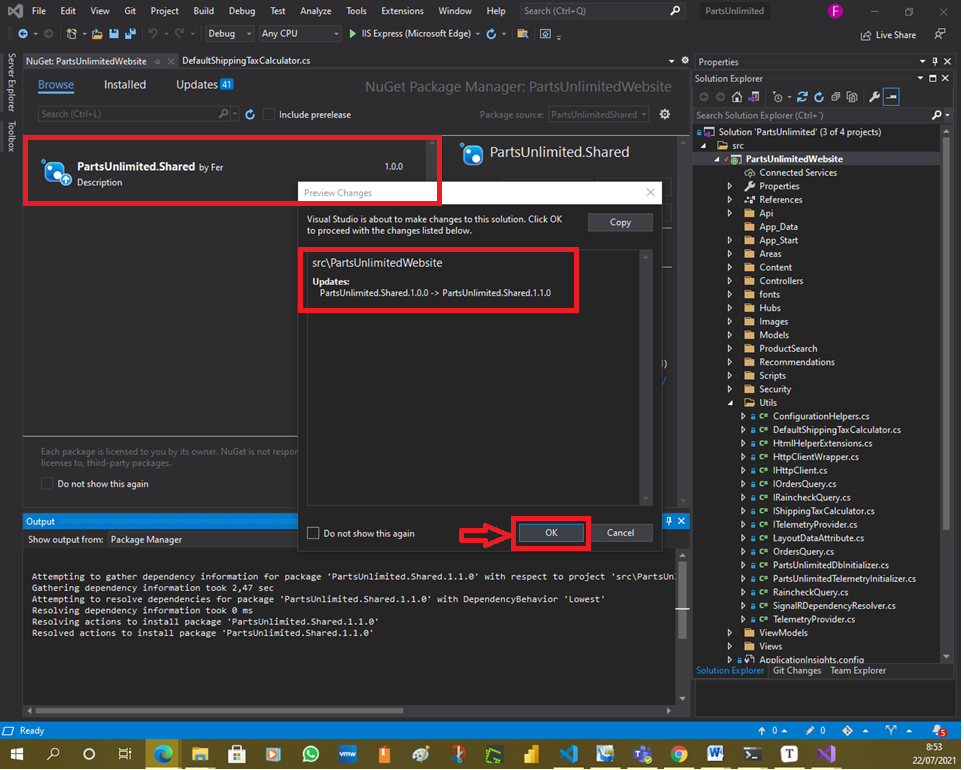 File Edit View Git Project Build Debug Test Analyze Tools Extensions Window Help Search (Ctrl+Q) PartsUnlimited F
Debug Any CPU IIS Express (Microsoft Edge) Live Share
Server Explorer
Toolbox
NuGet: PartsUnlimitedWebsite DefaultShippingTaxCalculator.cs
Browse Installed Updates 41 NuGet Package Manager: PartsUnlimitedWebsite
Search (Ctrl+L) Include prerelease Package source: PartsUnlimitedShared
PartsUnlimited.Shared by Fer 1.0.0
Description
PartsUnlimited.Shared
Preview Changes
Visual Studio is about to make changes to this solution. Click OK
to proceed with the changes listed below.
Copy
src\PartsUnlimitedWebsite
Updates:
PartsUnlimited.Shared.1.0.0 -> PartsUnlimited.Shared.1.1.0
Each package is licensed to you by its owner. NuGet is not
licenses to, third-party packages.
Do not show this again
Do not show this again OK Cancel
Output
Show output from: Package Manager
Attempting to gather dependency information for package 'PartsUnlimited.Shared.1.1.0' with respect to project 'src\PartsUn
Gathering dependency information took 2,47 sec
Attempting to resolve dependencies for package 'PartsUnlimited.Shared.1.1.0' with DependencyBehavior 'Lowest'
Resolving dependency information took 0 ms
Resolving actions to install package 'PartsUnlimited.Shared.1.1.0'
Resolved actions to install package 'PartsUnlimited.Shared.1.1.0'
Properties
Solution Explorer
Search Solution Explorer (Ctrl+¨)
Solution 'PartsUnlimited' (3 of 4 projects)
src
PartsUnlimitedWebsite
Connected Services
Properties
References
Api
App_Data
App_Start
Areas
Content
Controllers
fonts
Hubs
Images
Models
ProductSearch
Recommendations
Scripts
Security
Utils
C# ConfigurationHelpers.cs
C# DefaultShippingTaxCalculator.cs
C# HtmlHelperExtensions.cs
C# HttpClientWrapper.cs
C# IHttpClient.cs
C# IOrdersQuery.cs
C# IRaincheckQuery.cs
C# IShippingTaxCalculator.cs
C# ITelemetryProvider.cs
C# LayoutDataAttribute.cs
C# OrdersQuery.cs
C# PartsUnlimitedDbInitializer.cs
C# PartsUnlimitedTelemetryInitializer.cs
C# RaincheckQuery.cs
C# SignalRDependencyResolver.cs
C# TelemetryProvider.cs
ViewModels
Views
ApplicationInsights.config
Solution Explorer Git Changes Team Explorer
Ready 0 0 5
vmw W T 8:53
22/07/2021